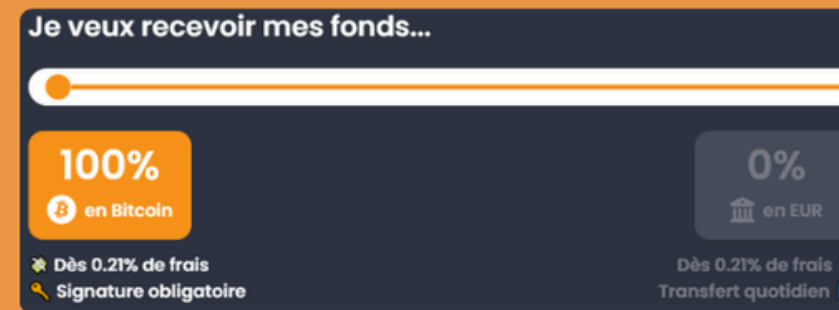 Je veux recevoir mes fonds...
100%
en Bitcoin
0%
en EUR
Dès 0.21% de frais
Signature obligatoire
Dès 0.21% de frais
Transfert quotidien